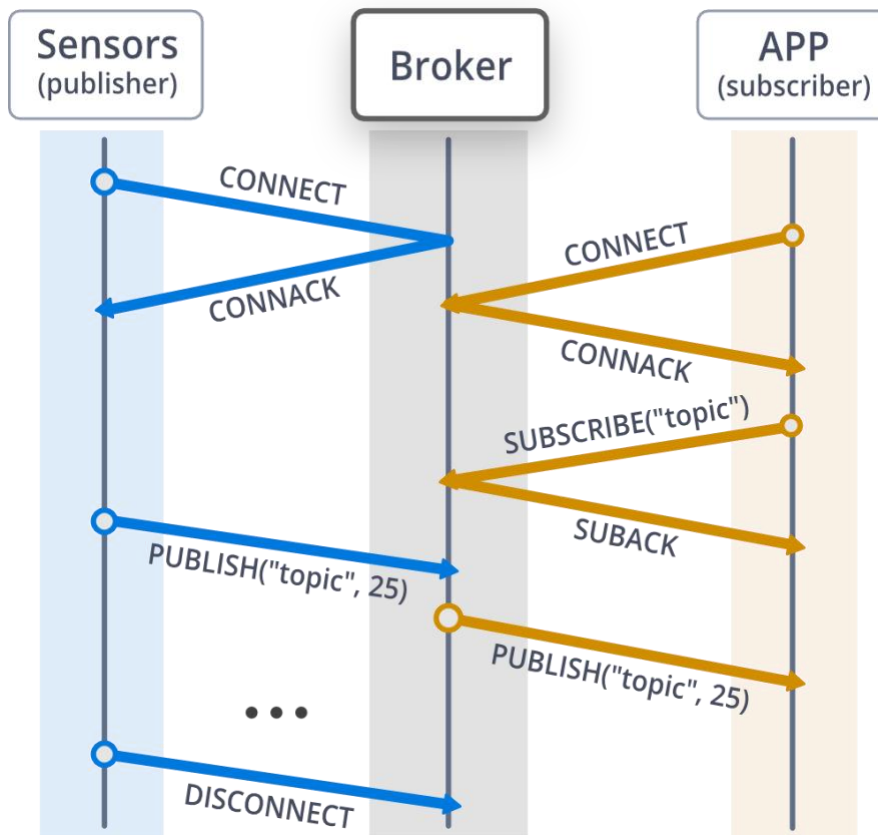 Sensors
(publisher)
Broker
APP
(subscriber)
CONNECT
CONNACK
CONNECT
CONNACK
SUBSCRIBE("topic")
SUBACK
PUBLISH("topic", 25)
PUBLISH("topic", 25)
DISCONNECT